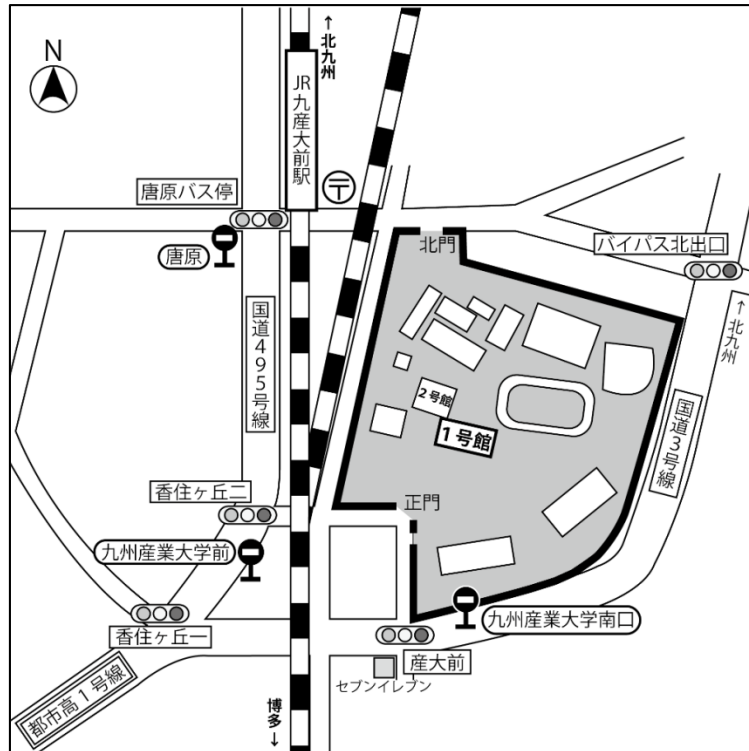 N
↑北九州
JR九産大前駅
〒
唐原バス停
唐原
北門
バイパス北出口
↑北九州
国道495号線
2号館
1号館
国道3号線
香住ヶ丘二
正門
九州産業大学前
香住ヶ丘一
九州産業大学南口
産大前
セブンイレブン
都市高1号線
博多↓